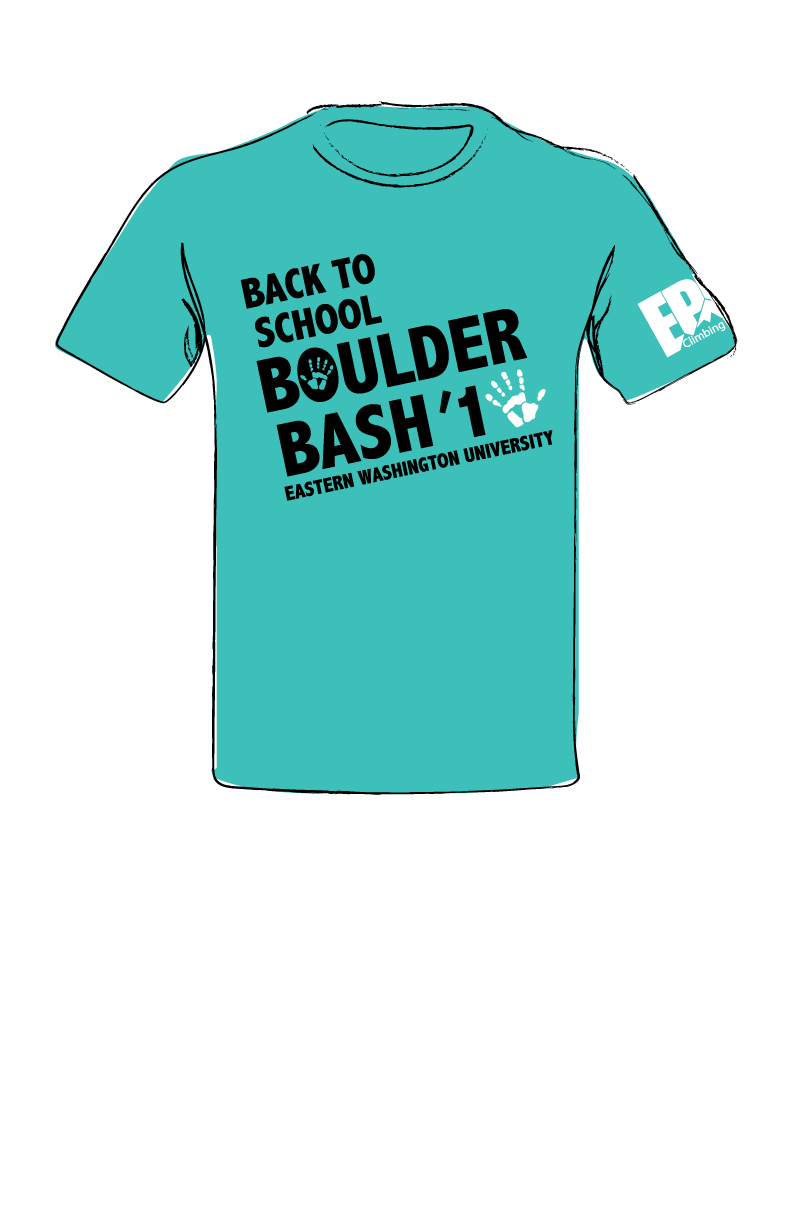 BACK TO
SCHOOL
BOULDER
BASH '1
EASTERN WASHINGTON UNIVERSITY
EP
Climbing